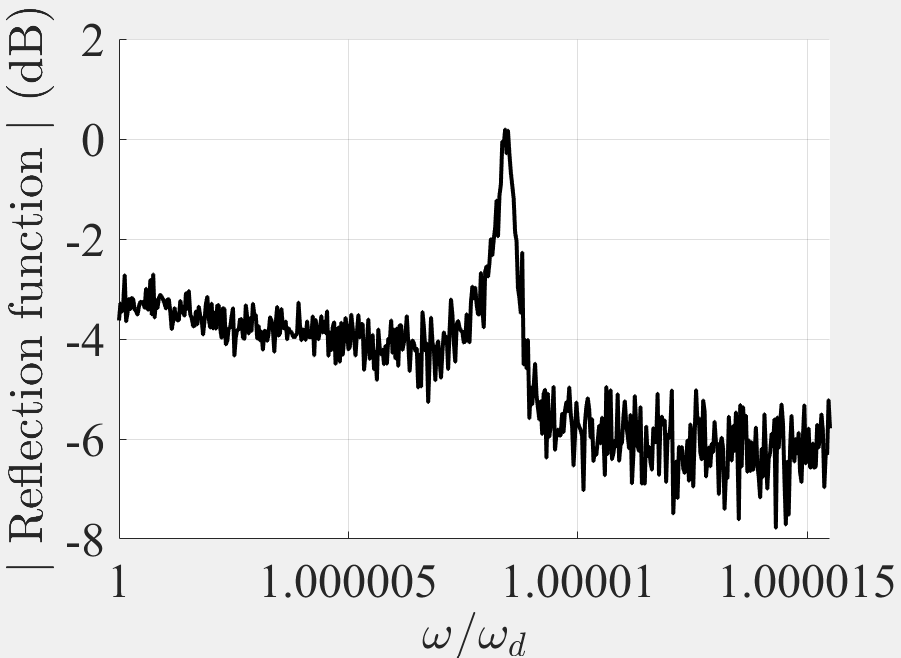 | Reflection function | (dB)
2
0
-2
-4
-6
-8
1 1.000005 1.00001 1.000015
ω/ω_d